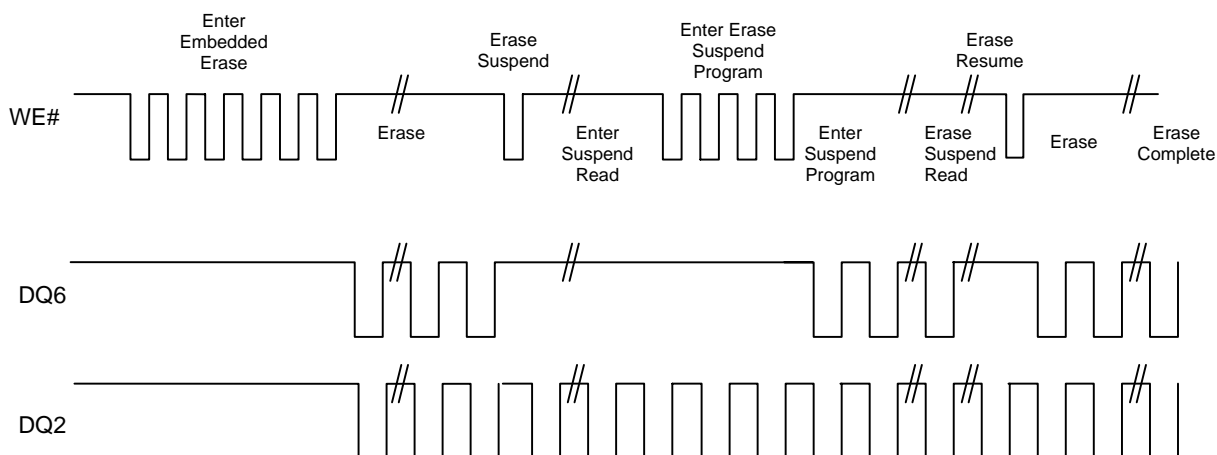 Enter
Embedded
Erase
Erase
Suspend
Enter Erase
Suspend
Program
Erase
Resume
WE#
Erase
Enter
Suspend
Read
Enter
Suspend
Program
Erase
Suspend
Read
Erase
Erase
Complete
DQ6
DQ2